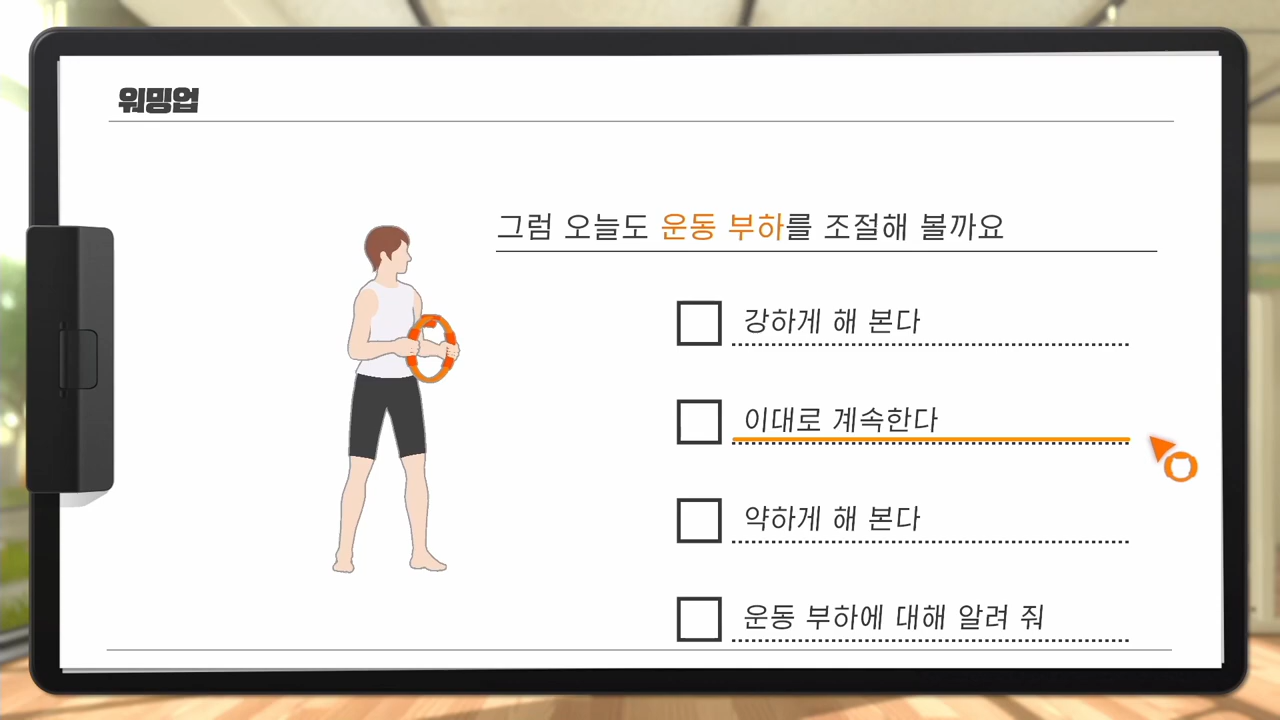 워밍업
그럼 오늘도 운동 부하를 조절해 볼까요
강하게 해 본다
이대로 계속한다
약하게 해 본다
운동 부하에 대해 알려 줘